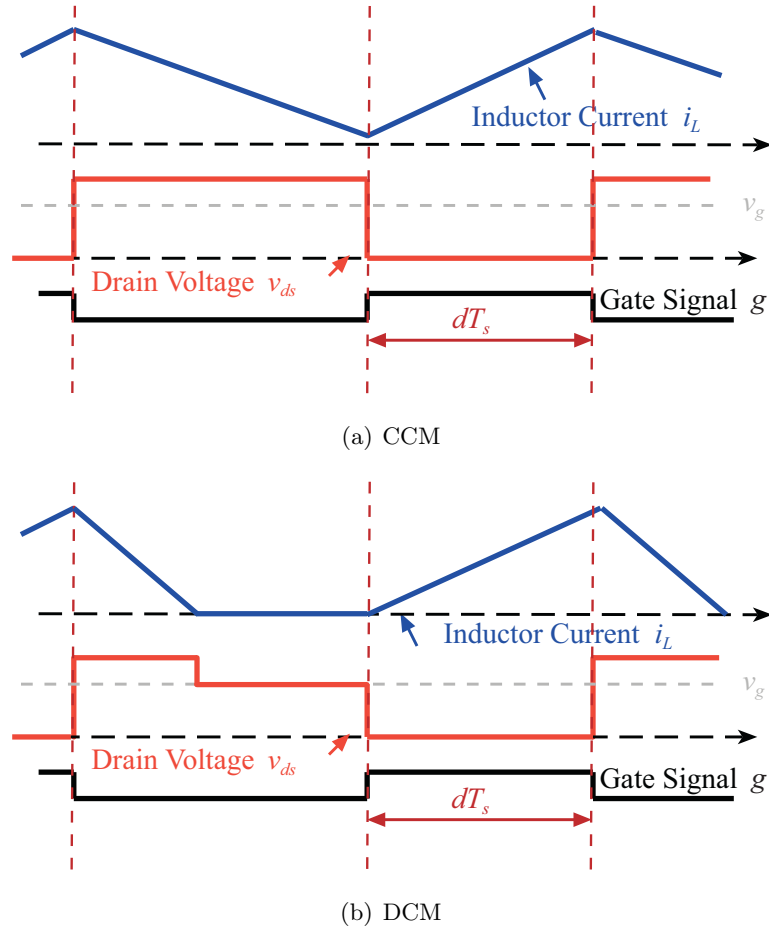 Inductor Current i_L
v_g
Drain Voltage v_ds
Gate Signal g
dT_s
(a) CCM
Inductor Current i_L
v_g
Drain Voltage v_ds
Gate Signal g
dT_s
(b) DCM